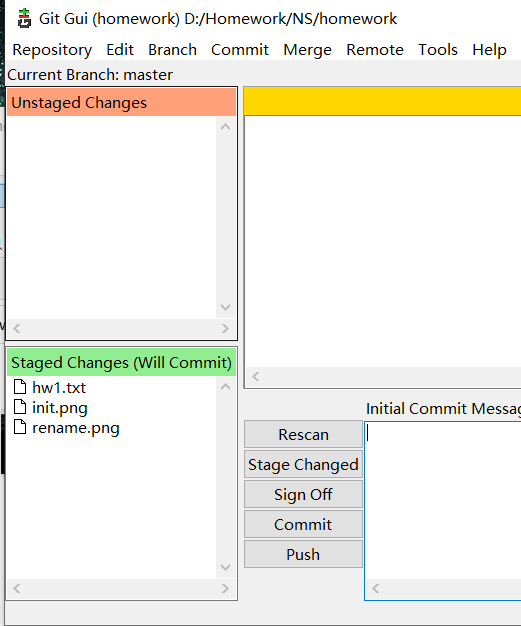 Git Gui (homework) D:/Homework/NS/homework
Repository Edit Branch Commit Merge Remote Tools Help
Current Branch: master
Unstaged Changes
Staged Changes (Will Commit)
hw1.txt
init.png
rename.png
Initial Commit
Rescan
Stage Changed
Sign Off
Commit
Push